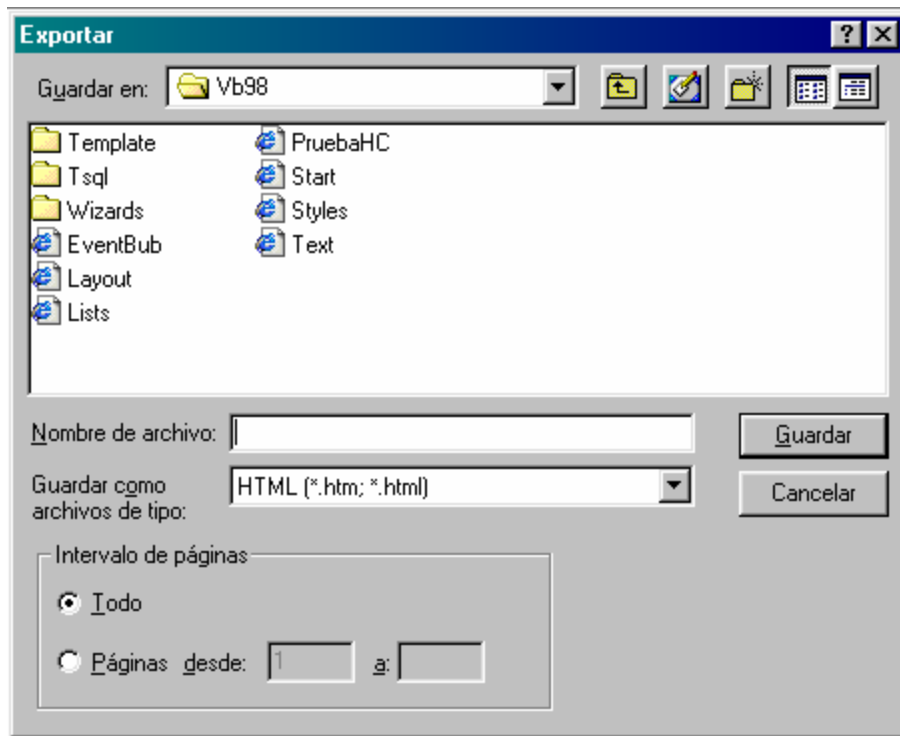 Exportar
Guardar en: Vb98
Template
Tsql
Wizards
EventBub
Layout
Lists
PruebaHC
Start
Styles
Text
Nombre de archivo:
Guardar
Guardar como
archivos de tipo:
HTML (*.htm; *.html)
Cancelar
Intervalo de páginas
Todo
Páginas desde: 1 a: